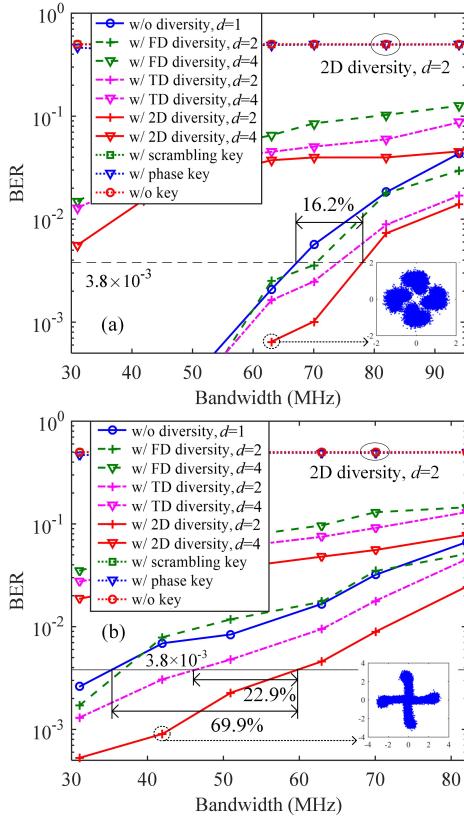 10⁰
10⁻¹
10⁻²
10⁻³
BER
w/o diversity, d=1
w/ FD diversity, d=2
w/ FD diversity, d=4
w/ TD diversity, d=2
w/ TD diversity, d=4
w/ 2D diversity, d=2
w/ 2D diversity, d=4
w/ scrambling key
w/ phase key
w/o key
2D diversity, d=2
16.2%
3.8×10⁻³
(a)
2
0
-2
-2 0 2
30 40 50 60 70 80 90
Bandwidth (MHz)
10⁰
10⁻¹
10⁻²
10⁻³
BER
w/o diversity, d=1
w/ FD diversity, d=2
w/ FD diversity, d=4
w/ TD diversity, d=2
w/ TD diversity, d=4
w/ 2D diversity, d=2
w/ 2D diversity, d=4
w/ scrambling key
w/ phase key
w/o key
2D diversity, d=2
(b)
3.8×10⁻³
22.9%
69.9%
4
2
0
-2
-4
-4 -2 0 2 4
30 40 50 60 70 80
Bandwidth (MHz)